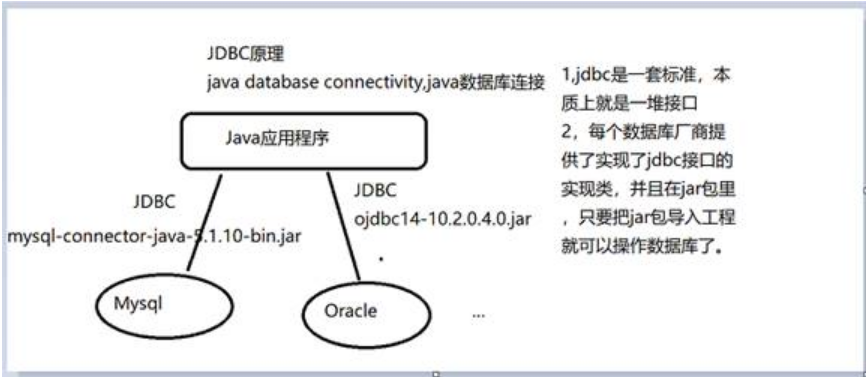 JDBC原理
java database connectivity,java数据库连接
Java应用程序
JDBC
mysql-connector-java-5.1.10-bin.jar
JDBC
ojdbc14-10.2.0.4.0.jar
Mysql
Oracle
...
1,jdbc是一套标准，本
质上就是一堆接口
2，每个数据库厂商提
供了实现了jdbc接口的
实现类，并且在jar包里
，只要把jar包导入工程
就可以操作数据库了。